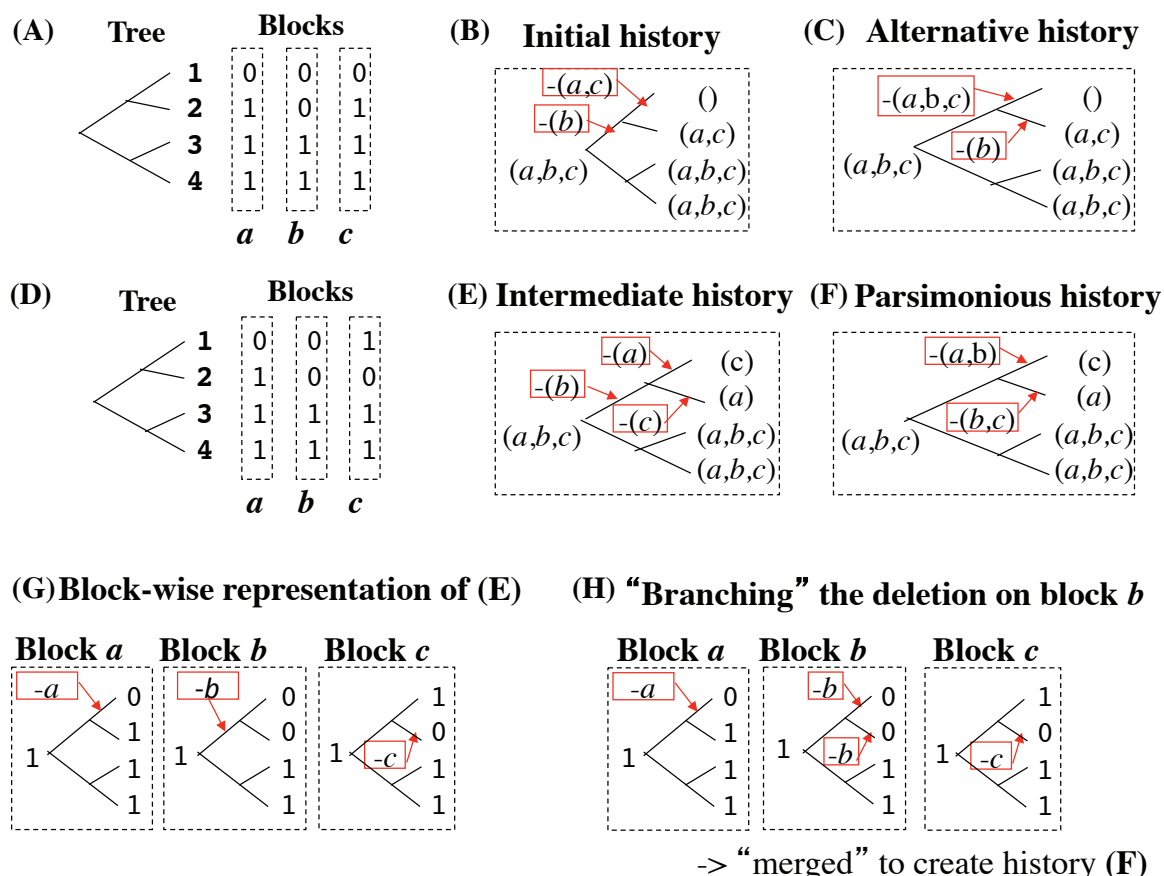 (A) Tree Blocks
1 0 0 0
2 1 0 1
3 1 1 1
4 1 1 1
a b c
(B) Initial history
-(a,c)
-(b)
(a,b,c)
()
(a,c)
(a,b,c)
(a,b,c)
(C) Alternative history
-(a,b,c)
-(b)
(a,b,c)
()
(a,c)
(a,b,c)
(a,b,c)
(D) Tree Blocks
1 0 0 1
2 1 0 0
3 1 1 1
4 1 1 1
a b c
(E) Intermediate history
-(a)
-(b)
-(c)
(a,b,c)
(c)
(a)
(a,b,c)
(a,b,c)
(F) Parsimonious history
-(a,b)
-(b,c)
(a,b,c)
(c)
(a)
(a,b,c)
(a,b,c)
(G) Block-wise representation of (E)
Block a
-a
1
0
1
1
1
Block b
-b
1
0
0
1
1
Block c
-c
1
1
0
1
1
(H) “Branching” the deletion on block b
Block a
-a
1
0
1
1
1
Block b
-b
-b
1
0
0
1
1
Block c
-c
1
1
0
1
1
-> “merged” to create history (F)